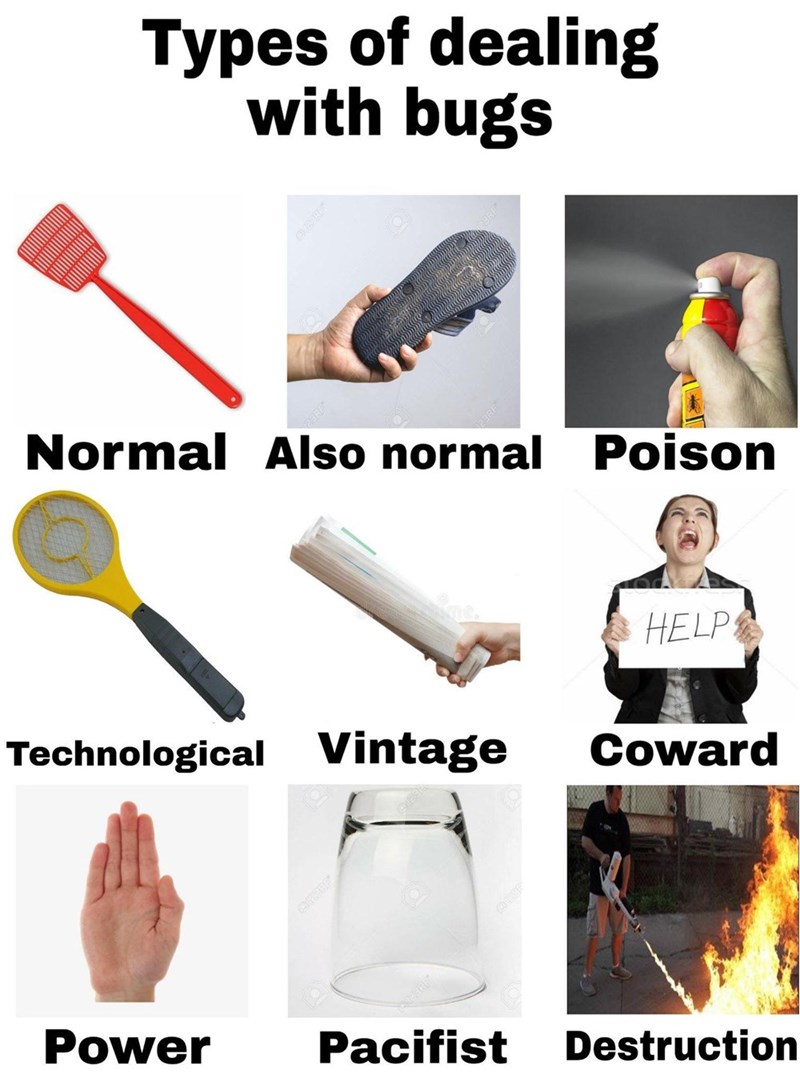 Types of dealing
with bugs
Normal
Also normal
Poison
HELP
Technological
Vintage
Coward
Power
Pacifist
Destruction